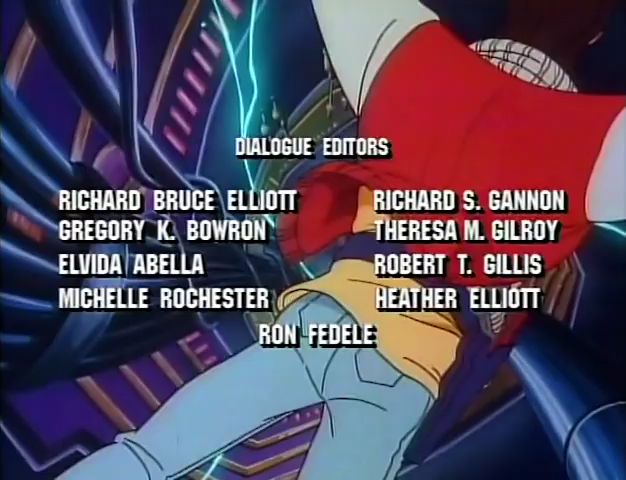 DIALOGUE EDITORS
RICHARD BRUCE ELLIOTT RICHARD S. GANNON
GREGORY K. BOWRON THERESA M. GILROY
ELVIDA ABELLA ROBERT T. GILLIS
MICHELLE ROCHESTER HEATHER ELLIOTT
RON FEDELE